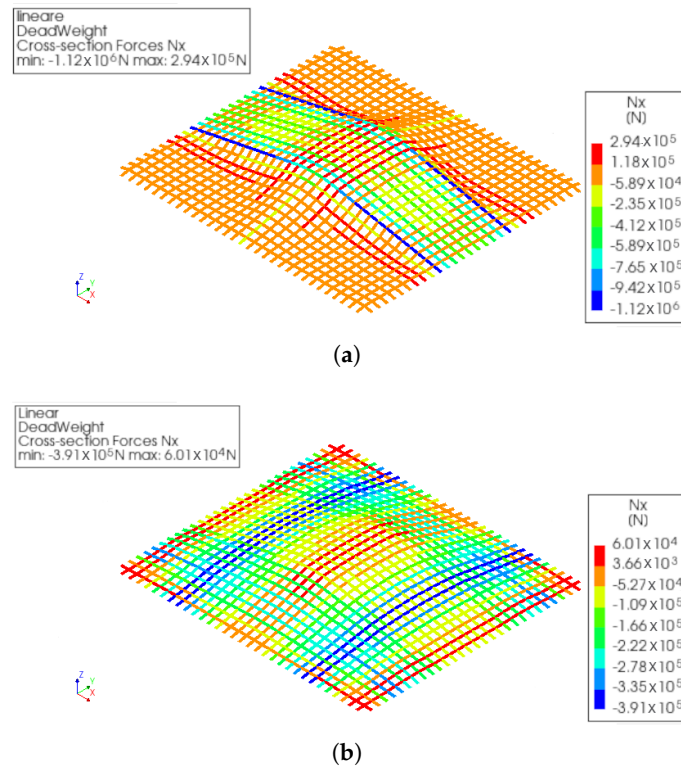 lineare
DeadWeight
Cross-section Forces Nx
min: -1.12x10⁶N max: 2.94x10⁵N
Nx
(N)
2.94x10⁵
1.18x10⁵
-5.89x10⁴
-2.35x10⁵
-4.12x10⁵
-5.89x10⁵
-7.65x10⁵
-9.42x10⁵
-1.12x10⁶
Z
Y
X
(a)
Linear
DeadWeight
Cross-section Forces Nx
min: -3.91x10⁵N max: 6.01x10⁴N
Nx
(N)
6.01x10⁴
3.66x10³
-5.27x10⁴
-1.09x10⁵
-1.66x10⁵
-2.22x10⁵
-2.78x10⁵
-3.35x10⁵
-3.91x10⁵
Z
Y
X
(b)